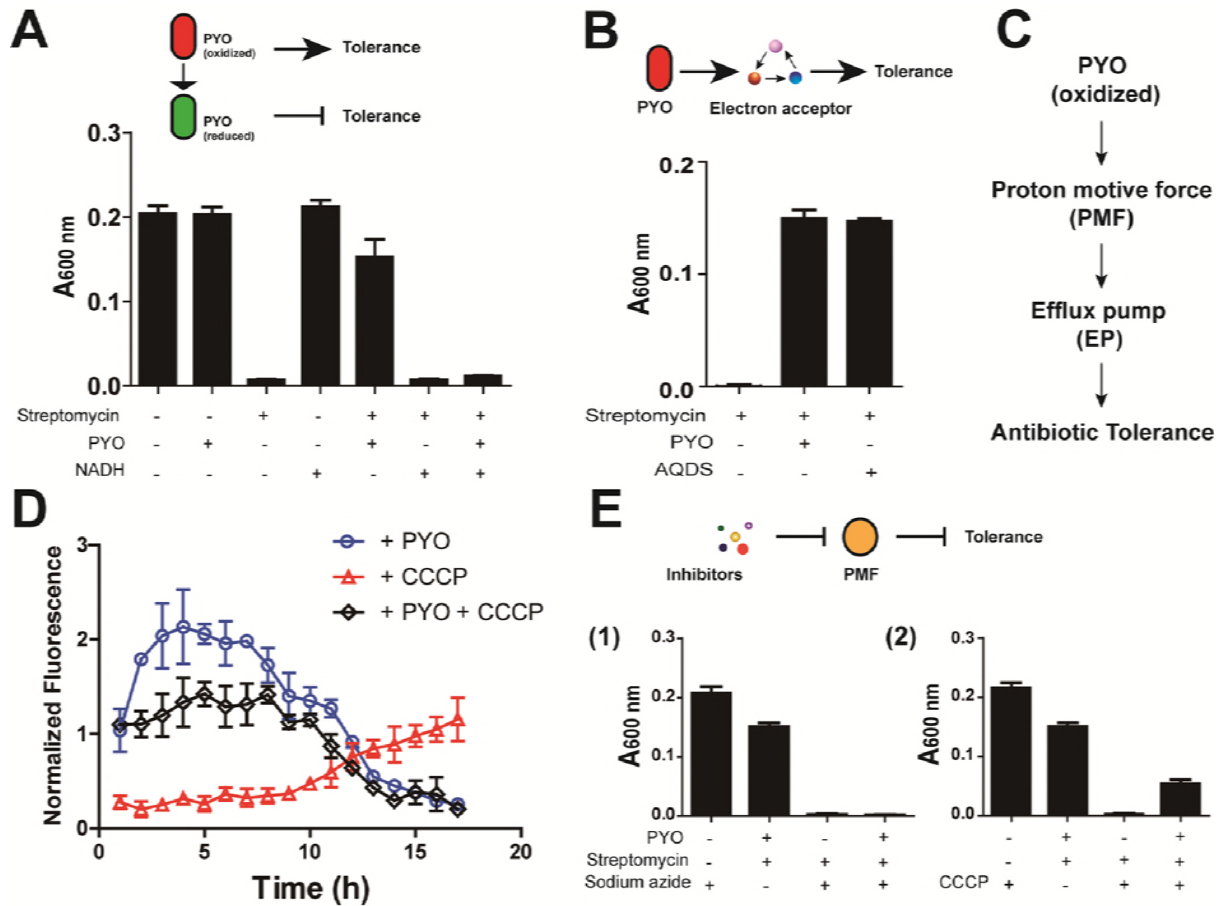 A
PYO
(oxidized)
Tolerance
PYO
(reduced)
Tolerance
0.3
0.2
0.1
0.0
A600 nm
Streptomycin - - + - + + +
PYO - + - - + - +
NADH - - - + - + +
B
PYO
Electron acceptor
Tolerance
0.2
0.1
0.0
A600 nm
Streptomycin + + +
PYO - + -
AQDS - - +
C
PYO
(oxidized)
Proton motive force
(PMF)
Efflux pump
(EP)
Antibiotic Tolerance
D
+ PYO
+ CCCP
+ PYO + CCCP
3
2
1
0
Normalized Fluorescence
0 5 10 15 20
Time (h)
E
Inhibitors
PMF
Tolerance
(1)
0.3
0.2
0.1
0.0
A600 nm
PYO - + - +
Streptomycin - + + +
Sodium azide + - + +
(2)
0.3
0.2
0.1
0.0
A600 nm
- + - +
- + + +
CCCP + - + +